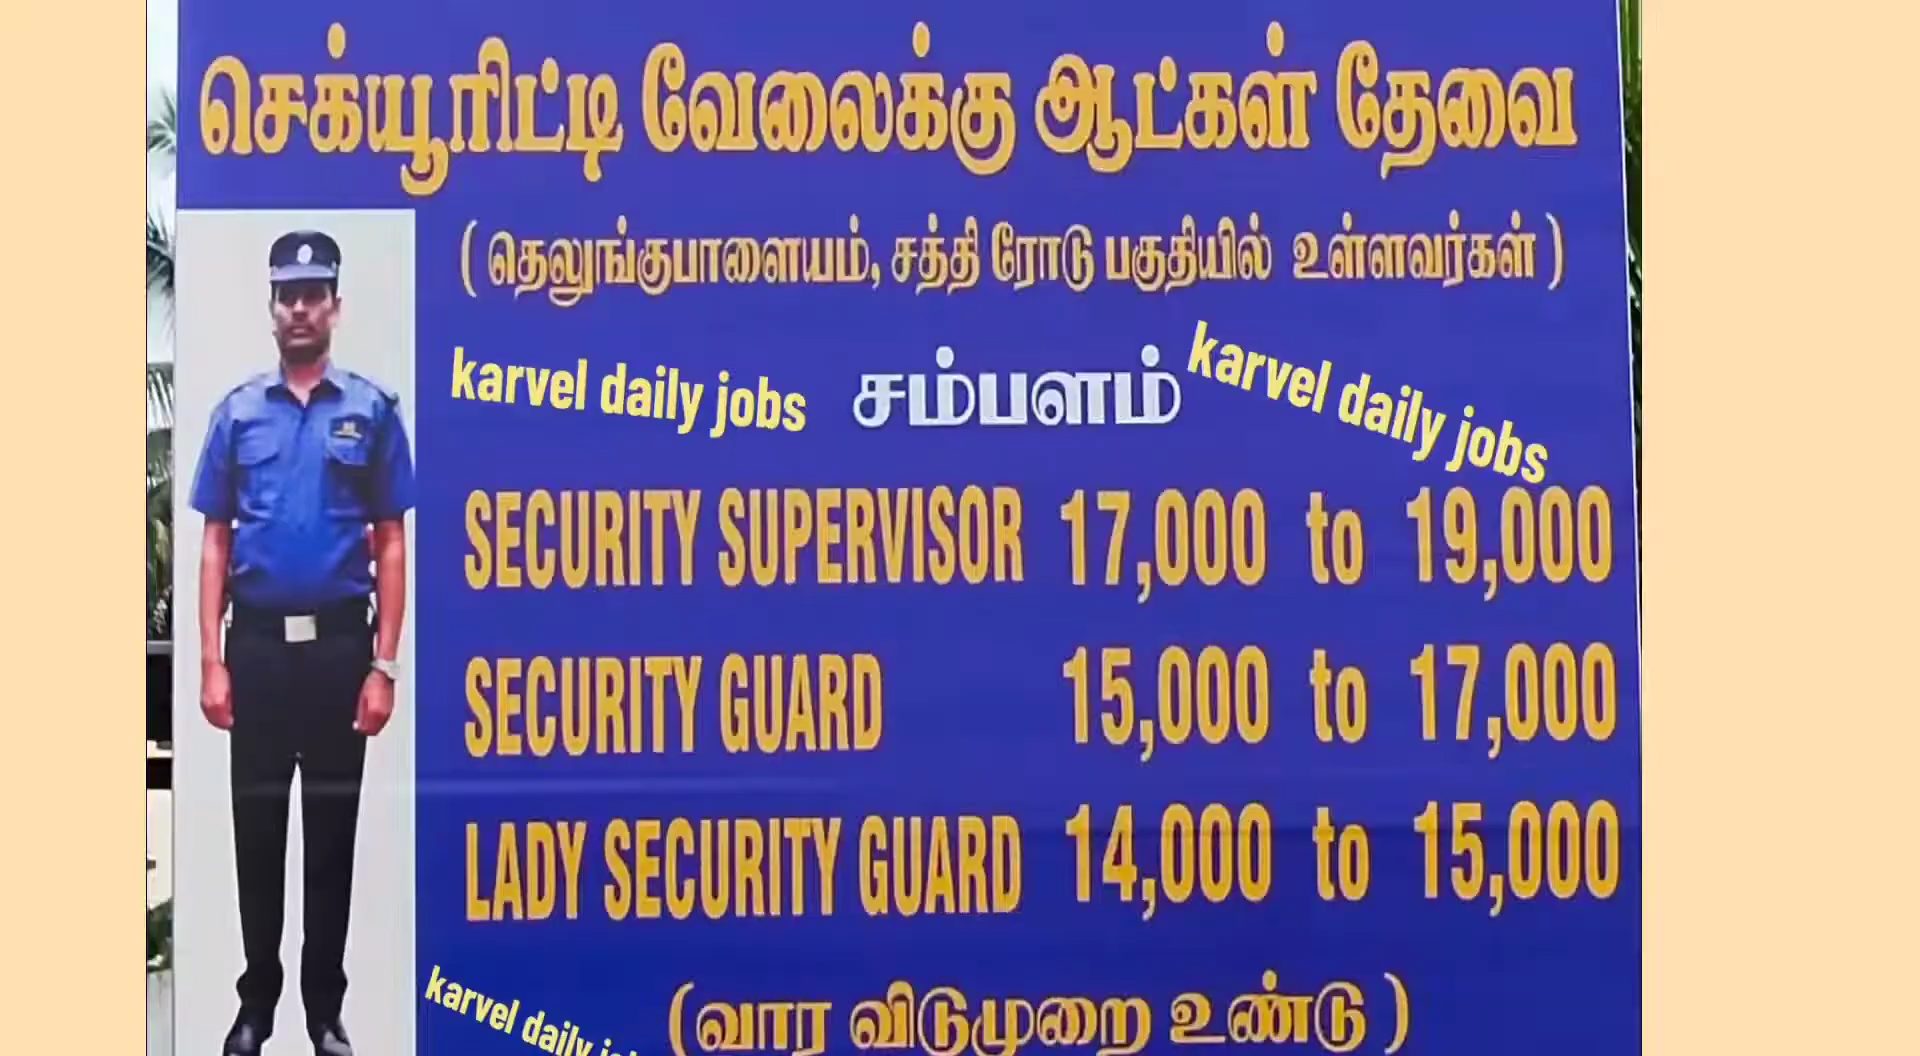 செக்யூரிட்டி வேலைக்கு ஆட்கள் தேவை
( தெலுங்குபாளையம், சத்தி ரோடு பகுதியில் உள்ளவர்கள் )
karvel daily jobs சம்பளம் karvel daily jobs
SECURITY SUPERVISOR 17,000 to 19,000
SECURITY GUARD 15,000 to 17,000
LADY SECURITY GUARD 14,000 to 15,000
(வார விடுமுறை உண்டு )
karvel daily